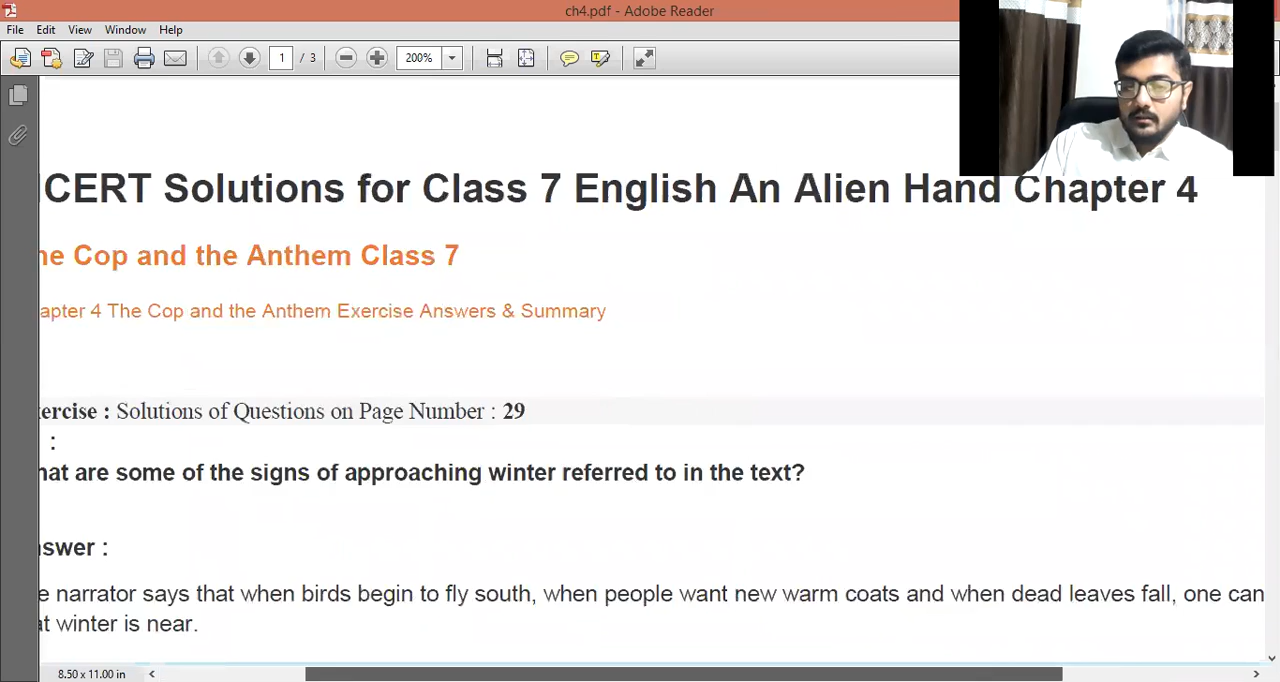 ch4.pdf - Adobe Reader
File Edit View Window Help
1 / 3 200%
CERT Solutions for Class 7 English An Alien Hand Chapter 4
he Cop and the Anthem Class 7
apter 4 The Cop and the Anthem Exercise Answers & Summary
ercise : Solutions of Questions on Page Number : 29
:
hat are some of the signs of approaching winter referred to in the text?
swer :
e narrator says that when birds begin to fly south, when people want new warm coats and when dead leaves fall, one can
at winter is near.
8.50 x 11.00 in